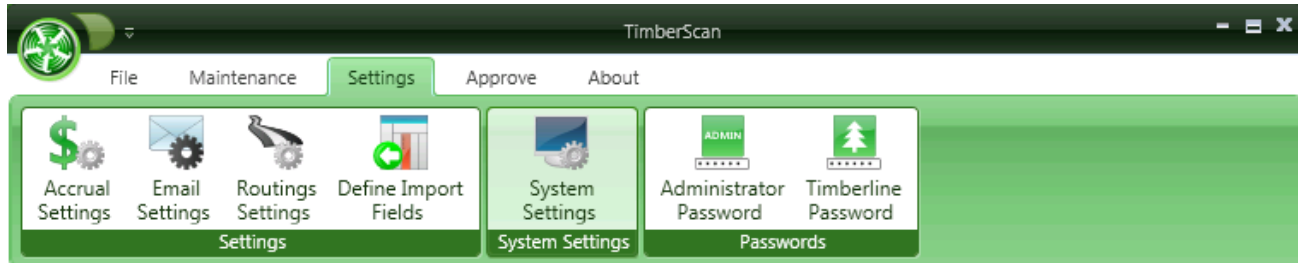 TimberScan
File Maintenance Settings Approve About
ADMIN
Accrual Settings
Email Settings
Routings Settings
Define Import Fields
System Settings
Administrator Password
Timberline Password
Settings
System Settings
Passwords